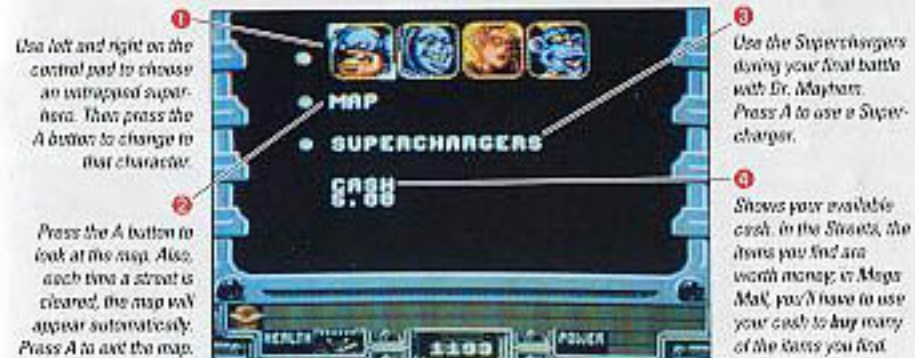 1
Use left and right on the
control pad to choose
an untrapped super-
hero. Then press the
A button to change to
that character.
2
Press the A button to
look at the map. Also,
each time a street is
cleared, the map will
appear automatically.
Press A to exit the map.
MAP
SUPERCHARGERS
CASH
HEALTH
1100
POWER
3
Use the Superchargers
during your final battle
with Dr. Mayhem.
Press A to use a Super-
charger.
4
Shows your available
cash. In the Streets, the
items you find are
worth money; in Mega
Mall, you'll have to use
your cash to buy many
of the items you find.